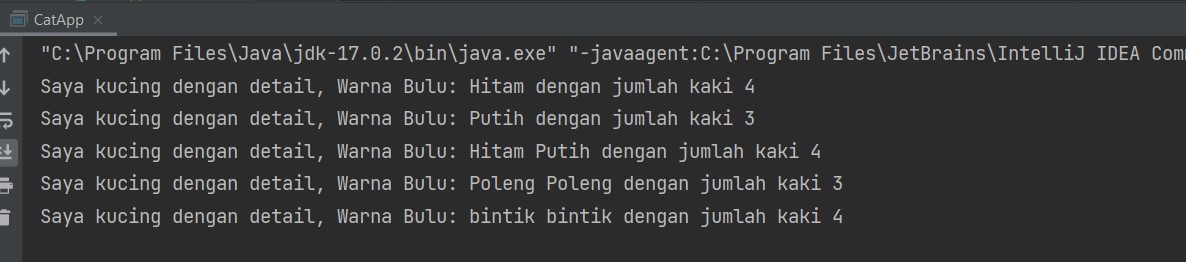 CatApp
"C:\Program Files\Java\jdk-17.0.2\bin\java.exe" "-javaagent:C:\Program Files\JetBrains\IntelliJ IDEA
Saya kucing dengan detail, Warna Bulu: Hitam dengan jumlah kaki 4
Saya kucing dengan detail, Warna Bulu: Putih dengan jumlah kaki 3
Saya kucing dengan detail, Warna Bulu: Hitam Putih dengan jumlah kaki 4
Saya kucing dengan detail, Warna Bulu: Poleng Poleng dengan jumlah kaki 3
Saya kucing dengan detail, Warna Bulu: bintik bintik dengan jumlah kaki 4